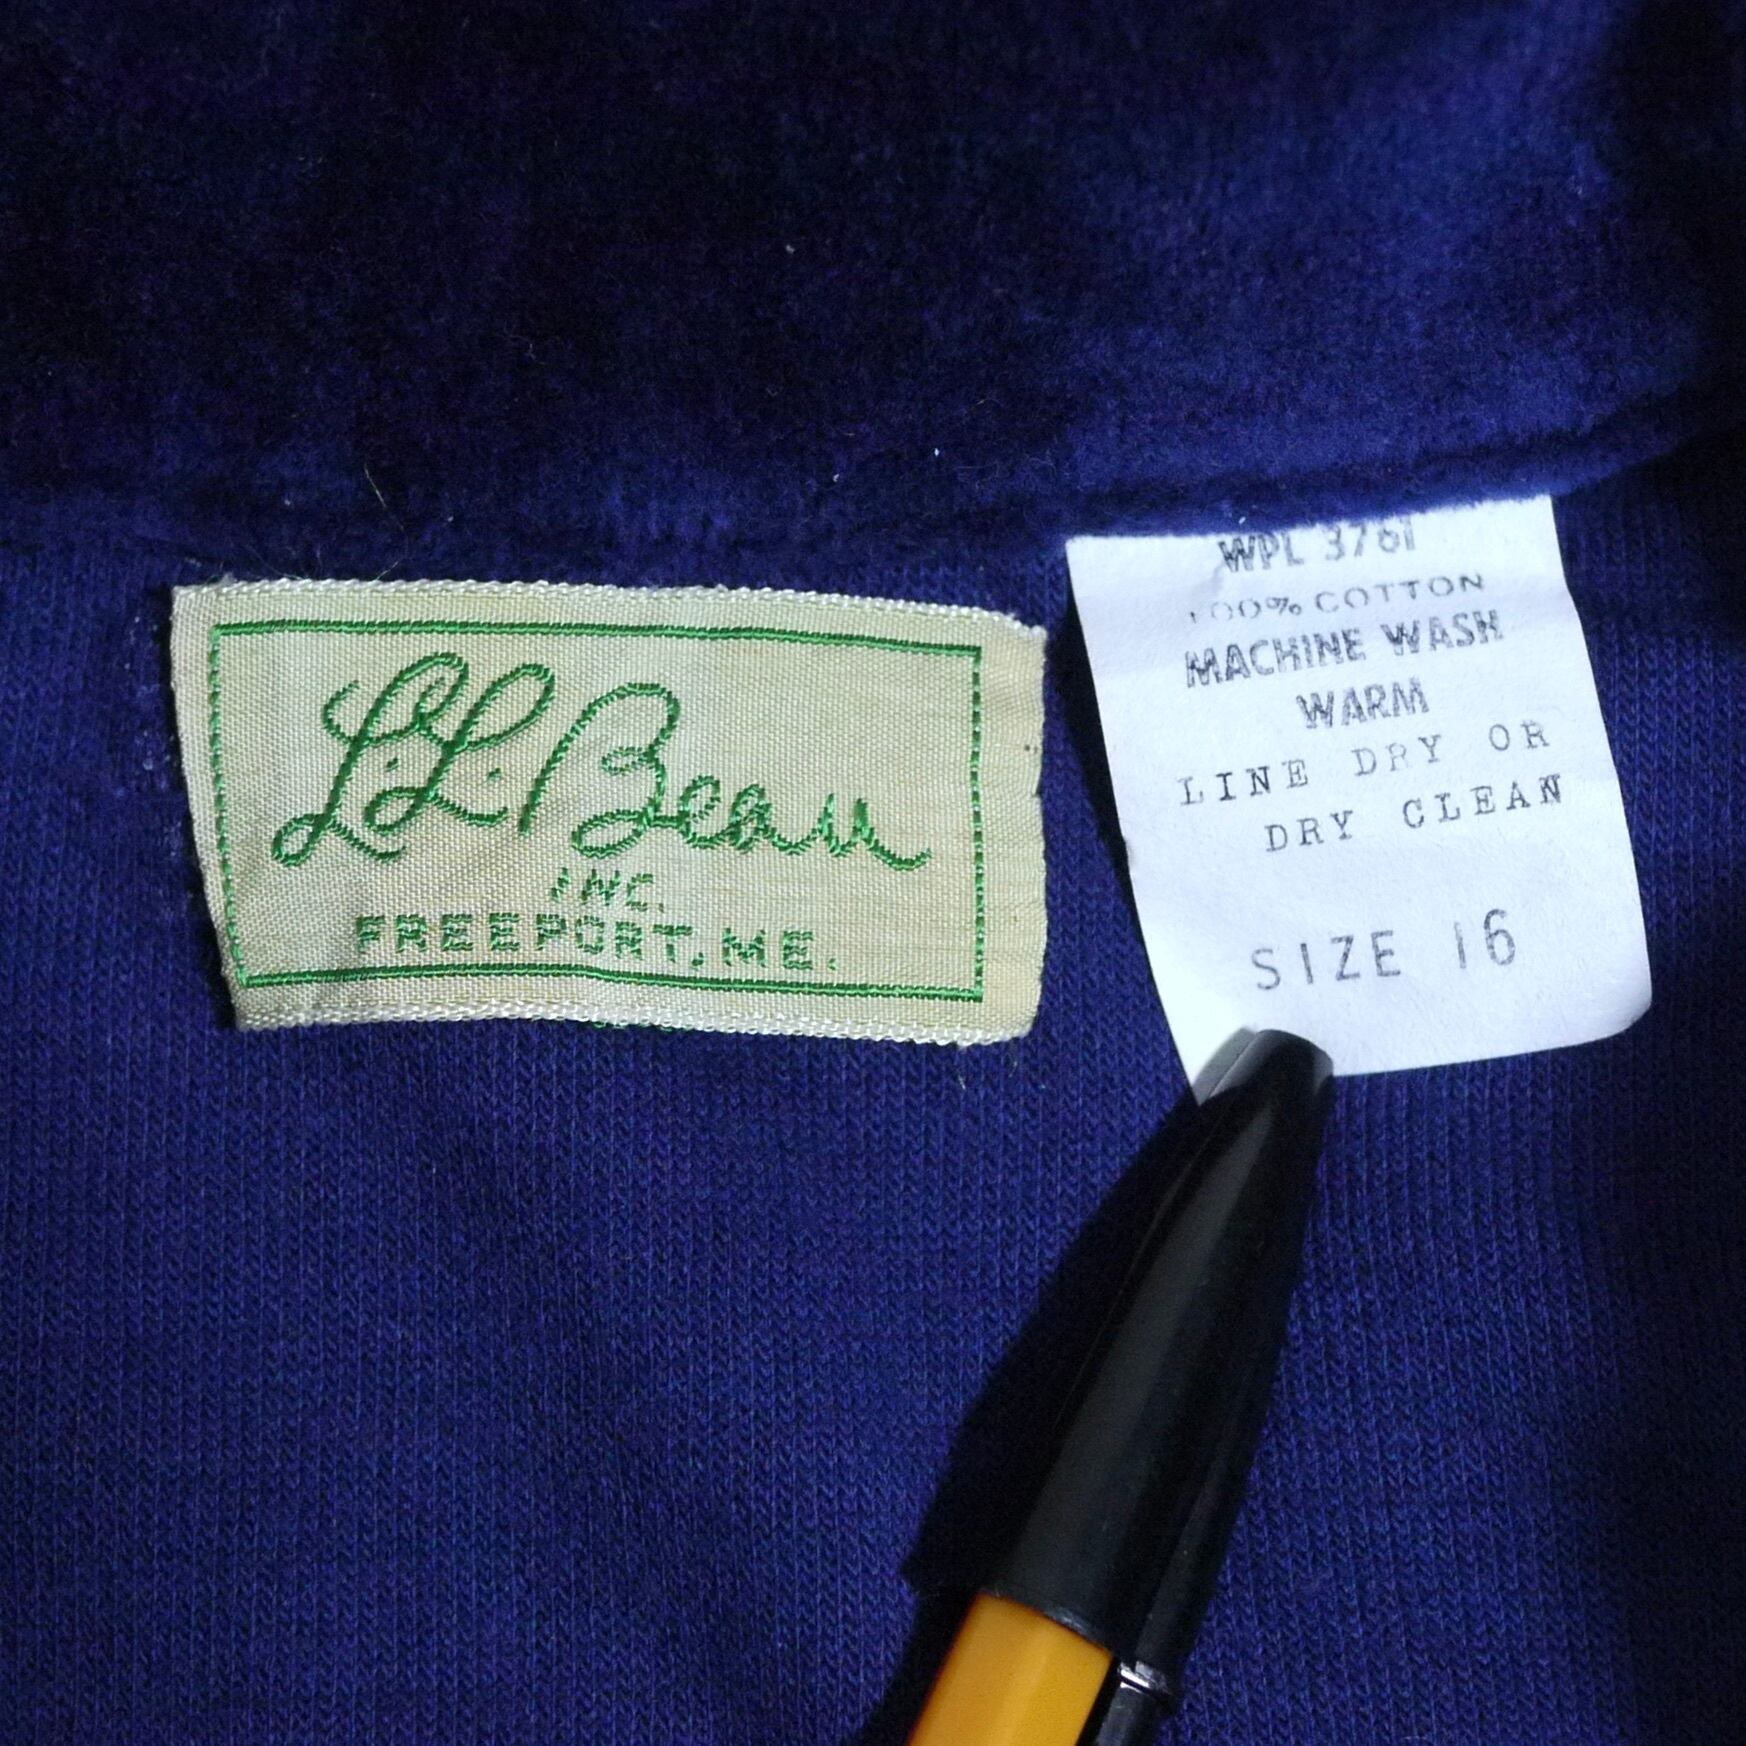 L.L.Bean
INC.
FREEPORT, ME.
WPL 3761
100% COTTON
MACHINE WASH
WARM
LINE DRY OR
DRY CLEAN
SIZE 16